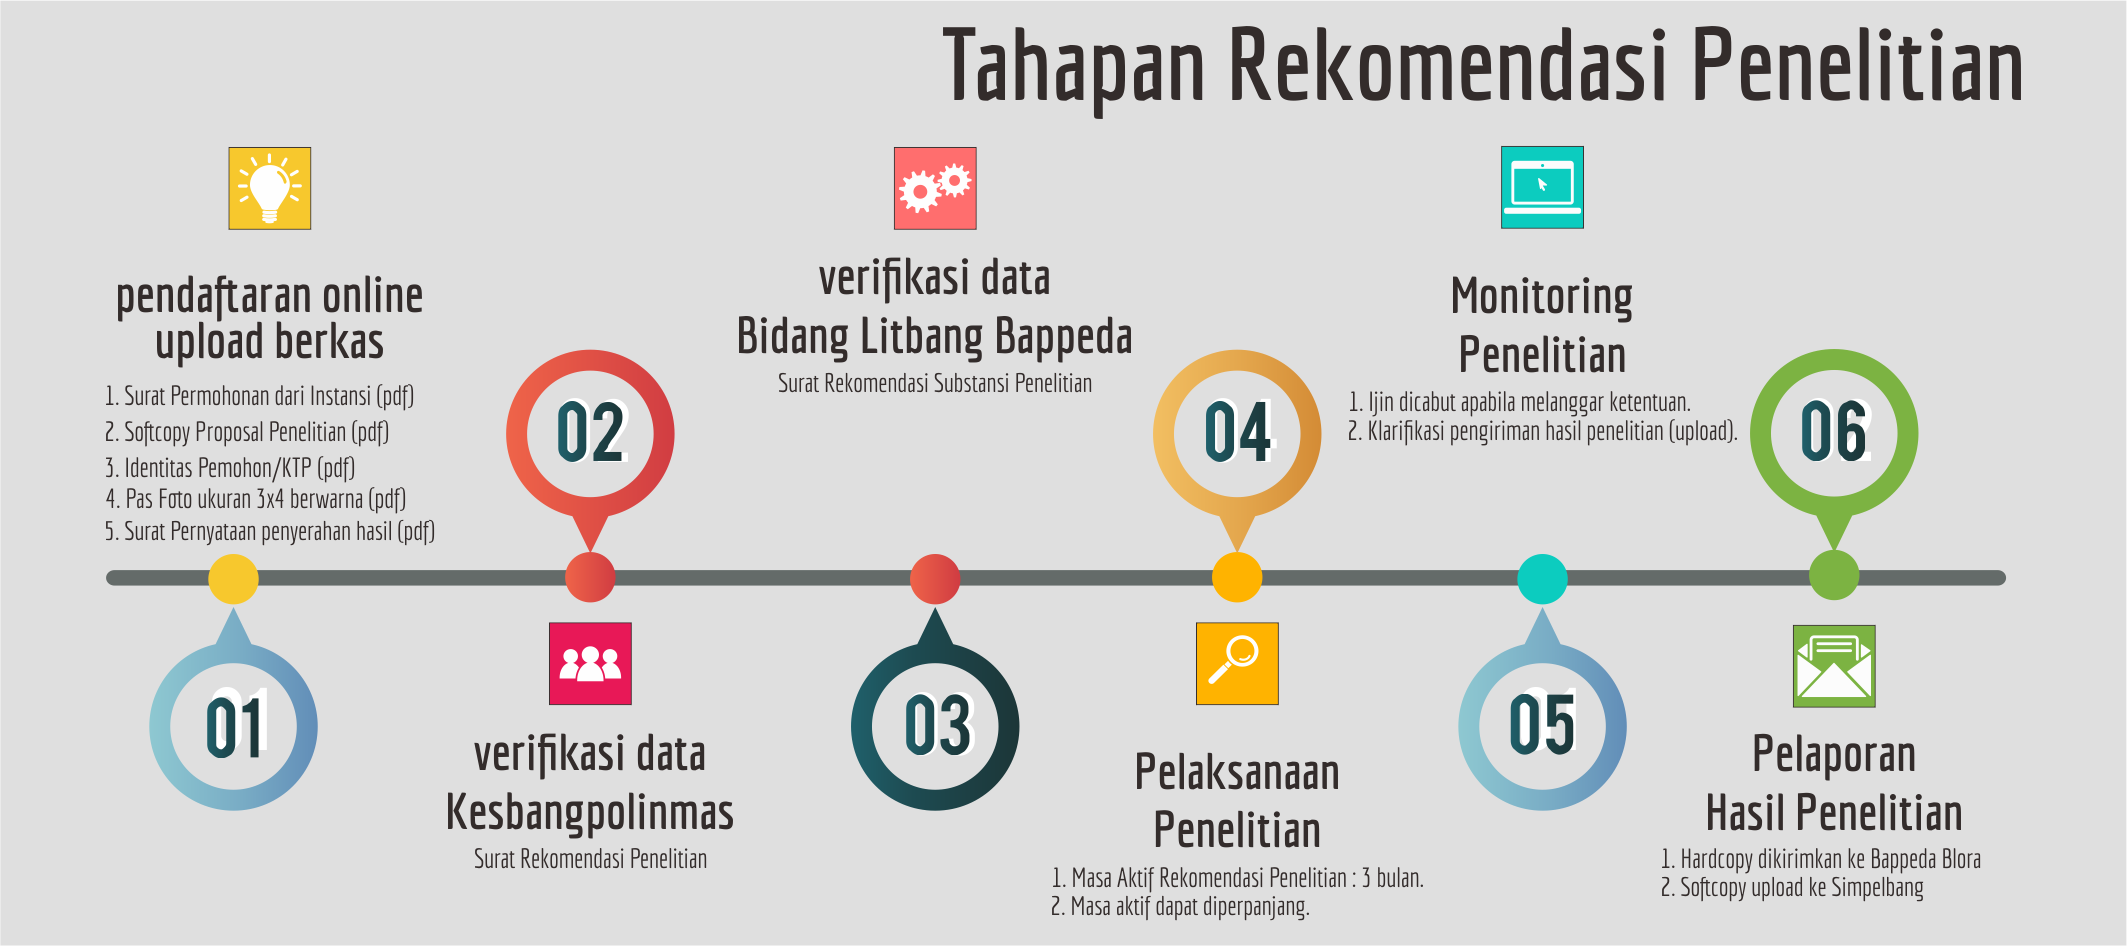 Tahapan Rekomendasi Penelitian
pendaftaran online
upload berkas
1. Surat Permohonan dari Instansi (pdf)
2. Softcopy Proposal Penelitian (pdf)
3. Identitas Pemohon/KTP (pdf)
4. Pas Foto ukuran 3x4 berwarna (pdf)
5. Surat Pernyataan penyerahan hasil (pdf)
01
02
verifikasi data
Kesbangpolinmas
Surat Rekomendasi Penelitian
verifikasi data
Bidang Litbang Bappeda
Surat Rekomendasi Substansi Penelitian
03
04
Pelaksanaan
Penelitian
1. Masa Aktif Rekomendasi Penelitian : 3 bulan.
2. Masa aktif dapat diperpanjang.
Monitoring
Penelitian
1. Ijin dicabut apabila melanggar ketentuan.
2. Klarifikasi pengiriman hasil penelitian (upload).
05
06
Pelaporan
Hasil Penelitian
1. Hardcopy dikirimkan ke Bappeda Blora
2. Softcopy upload ke Simpelbang